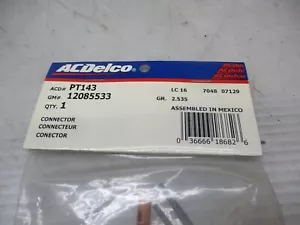 ACDelco
ACD# PT143
GM# 12085533
QTY. 1
LC 16 7048 07129
GR. 2.535
ASSEMBLED IN MEXICO
CONNECTOR
CONNECTEUR
CONECTOR
0 36666 18682 6